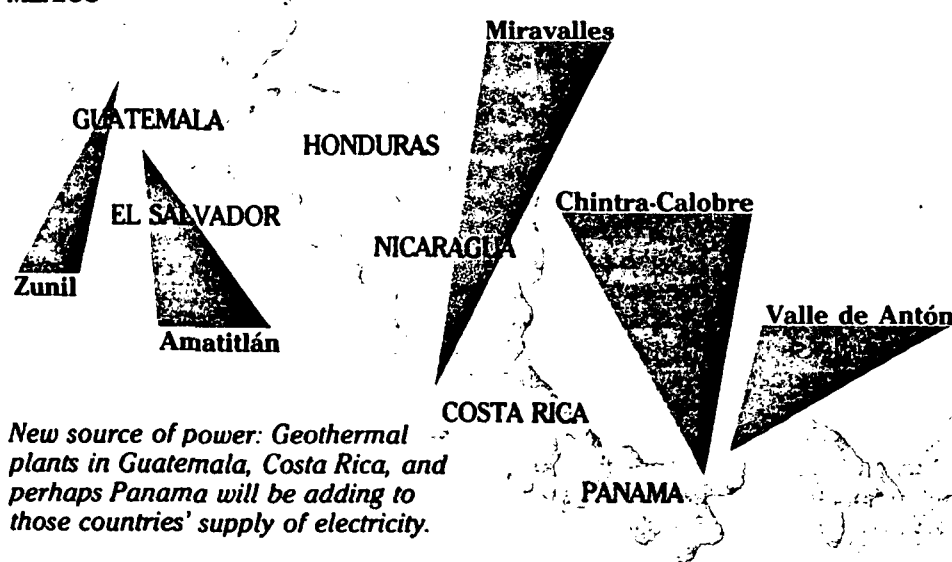 Miravalles
GUATEMALA
HONDURAS
Chintra-Calobre
EL SALVADOR
NICARAGUA
Zunil
Valle de Antón
Amatitlán
COSTA RICA
New source of power: Geothermal
plants in Guatemala, Costa Rica, and
perhaps Panama will be adding to
those countries' supply of electricity.
PANAMA